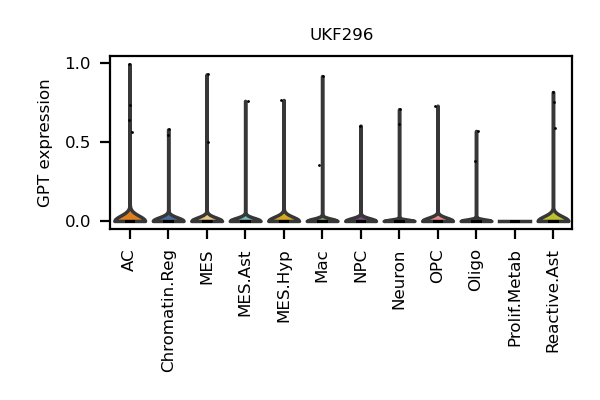 UKF296
GPT expression
1.0
0.5
0.0
AC
Chromatin.Reg
MES
MES.Ast
MES.Hyp
Mac
NPC
Neuron
OPC
Oligo
Prolif.Metab
Reactive.Ast